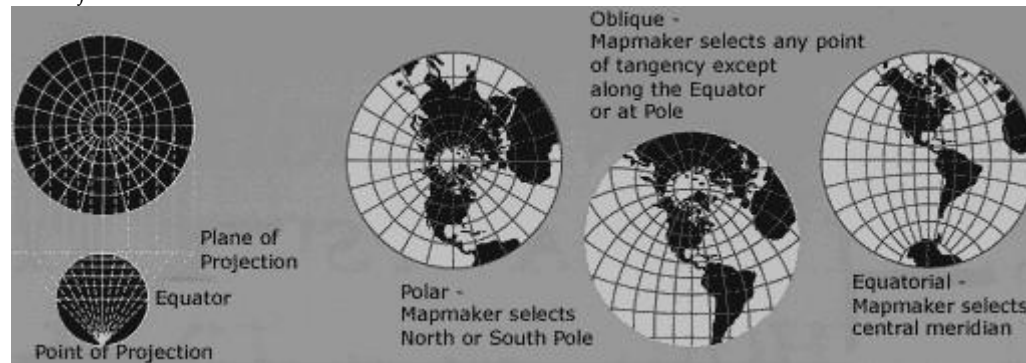 Plane of
Projection
Equator
Point of Projection
Polar -
Mapmaker selects
North or South Pole
Oblique -
Mapmaker selects any point
of tangency except
along the Equator
or at Pole
Equatorial -
Mapmaker selects
central meridian